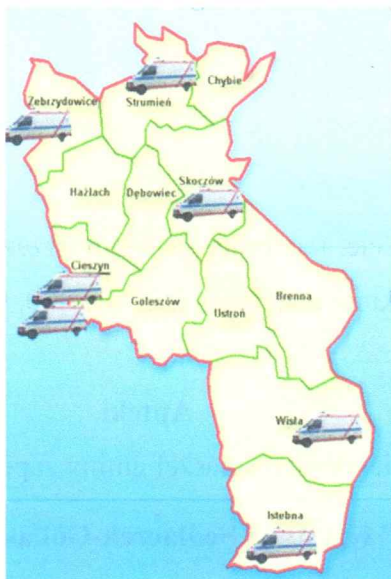 Chybie
Zebrzydowice
Strumień
Skoczów
Hażlach
Dębowiec
Cieszyn
Goleszów
Ustroń
Brenna
Wisła
Istebna